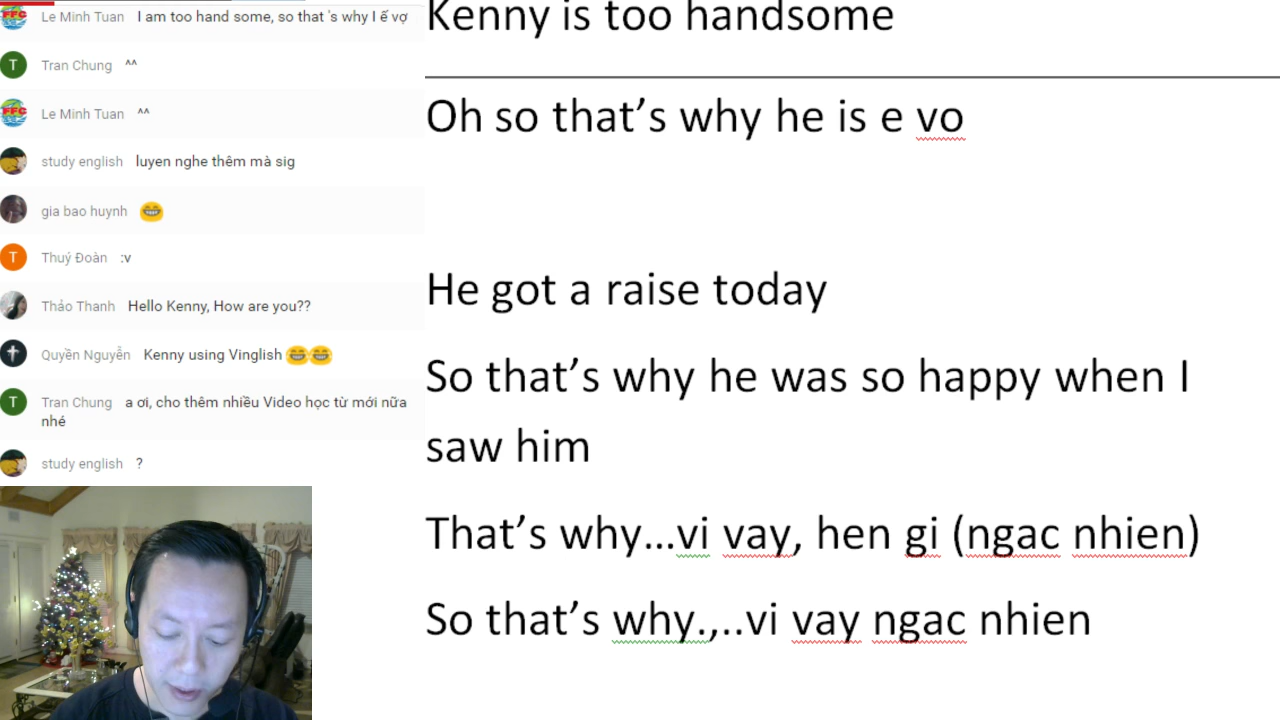 Le Minh Tuan I am too hand some, so that 's why I ế vợ
Tran Chung ^^
Le Minh Tuan ^^
study english luyen nghe thêm mà sig
gia bao huynh
Thuý Đoàn :v
Thảo Thanh Hello Kenny, How are you??
Quyền Nguyễn Kenny using Vinglish
Tran Chung a ơi, cho thêm nhiều Video học từ mới nữa
nhé
study english ?
Kenny is too handsome
Oh so that's why he is e vo
He got a raise today
So that's why he was so happy when I
saw him
That's why...vi vay, hen gi (ngac nhien)
So that's why.,..vi vay ngac nhien
T
T
T
FFC
FFC